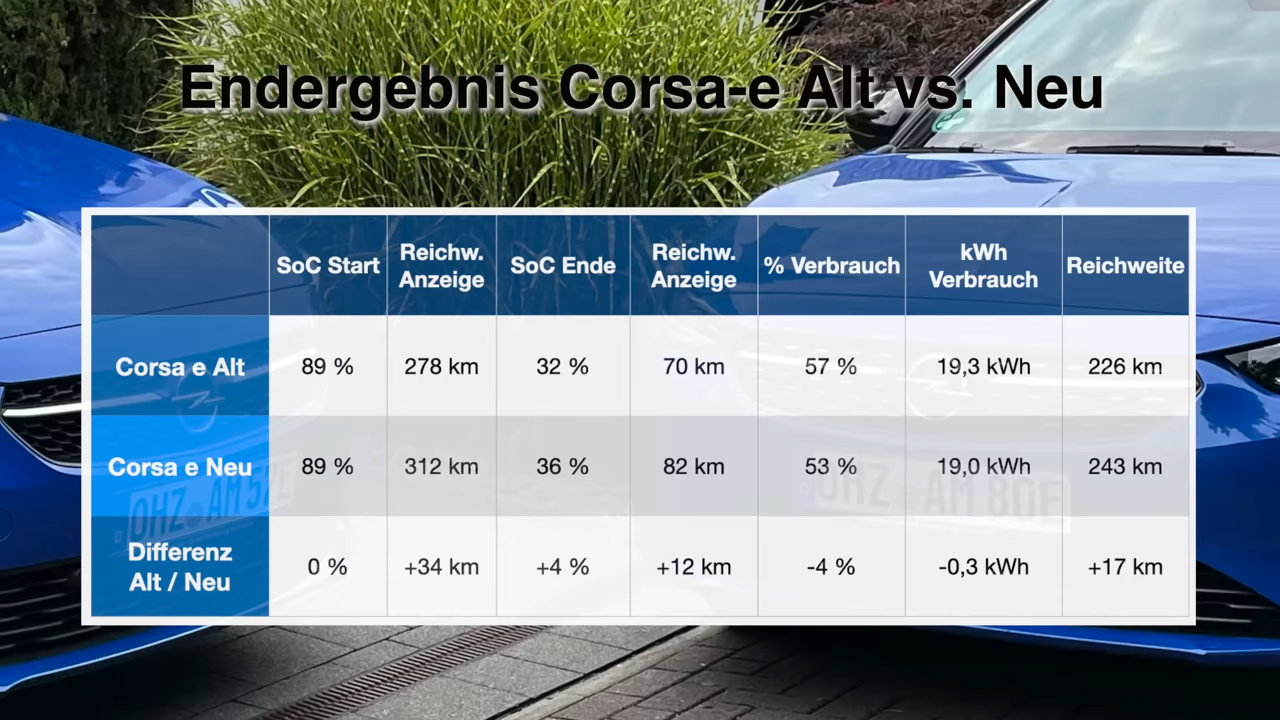 Endergebnis Corsa-e Alt vs. Neu
SoC Start Reichw. Anzeige SoC Ende Reichw. Anzeige % Verbrauch kWh Verbrauch Reichweite
Corsa e Alt 89 % 278 km 32 % 70 km 57 % 19,3 kWh 226 km
Corsa e Neu 89 % 312 km 36 % 82 km 53 % 19,0 kWh 243 km
Differenz Alt / Neu 0 % +34 km +4 % +12 km -4 % -0,3 kWh +17 km